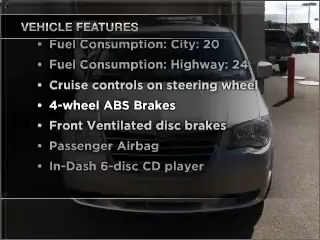 VEHICLE FEATURES
• Fuel Consumption: City: 20
• Fuel Consumption: Highway: 24
• Cruise controls on steering wheel
• 4-wheel ABS Brakes
• Front Ventilated disc brakes
• Passenger Airbag
• In-Dash 6-disc CD player